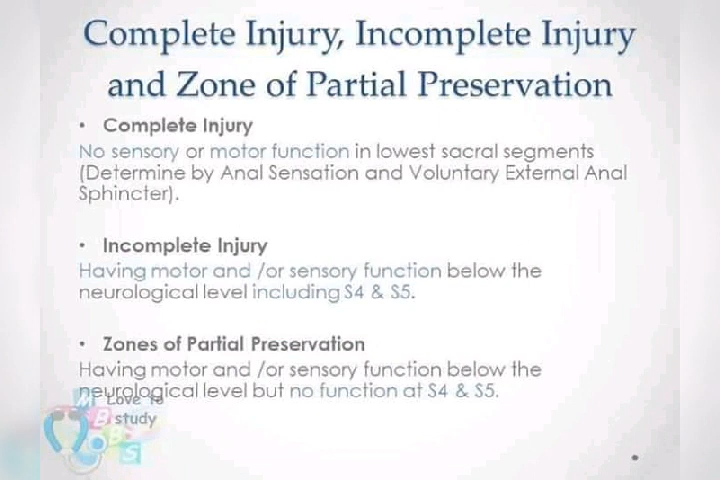 Complete Injury, Incomplete Injury
and Zone of Partial Preservation
• Complete Injury
No sensory or motor function in lowest sacral segments
(Determine by Anal Sensation and Voluntary External Anal
Sphincter).
• Incomplete Injury
Having motor and /or sensory function below the
neurological level including S4 & S5.
• Zones of Partial Preservation
Having motor and /or sensory function below the
neurological level but no function at S4 & S5.
Love To
study
M
B
B
S